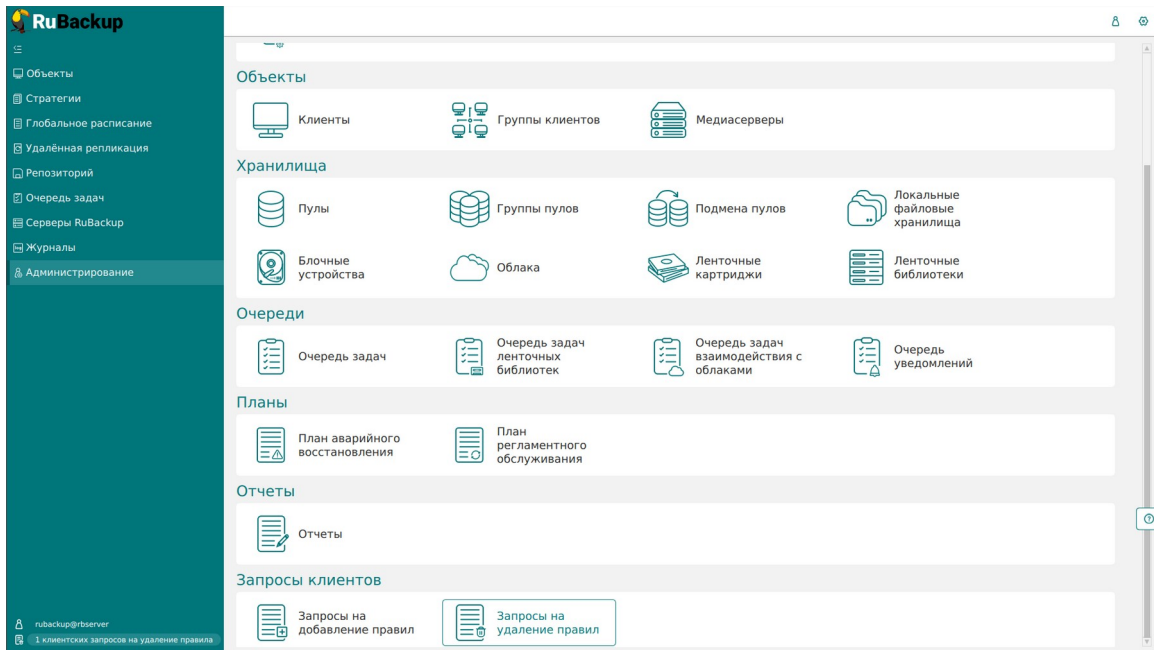 RuBackup
Объекты
Стратегии
Глобальное расписание
Удалённая репликация
Репозиторий
Очередь задач
Серверы RuBackup
Журналы
Администрирование
rubackup@rbserver
1 клиентских запросов на удаление правила
Объекты
Клиенты
Группы клиентов
Медиасерверы
Хранилища
Пулы
Группы пулов
Подмена пулов
Локальные
файловые
хранилища
Блочные
устройства
Облака
Ленточные
картриджи
Ленточные
библиотеки
Очереди
Очередь задач
Очередь задач
ленточных
библиотек
Очередь задач
взаимодействия с
облаками
Очередь
уведомлений
Планы
План аварийного
восстановления
План
регламентного
обслуживания
Отчеты
Отчеты
Запросы клиентов
Запросы на
добавление правил
Запросы на
удаление правил